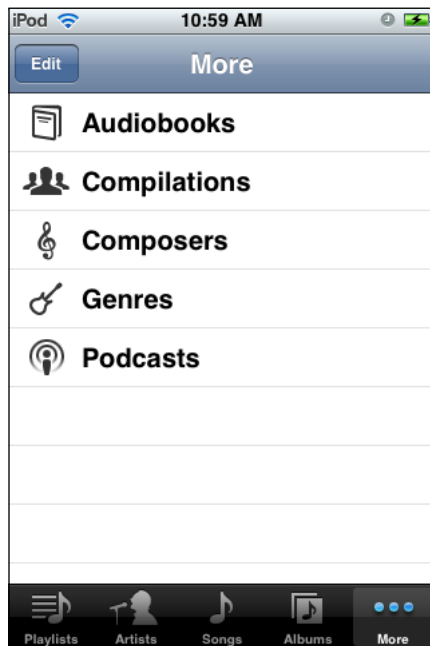 iPod 10:59 AM
Edit More
Audiobooks
Compilations
Composers
Genres
Podcasts
Playlists Artists Songs Albums More